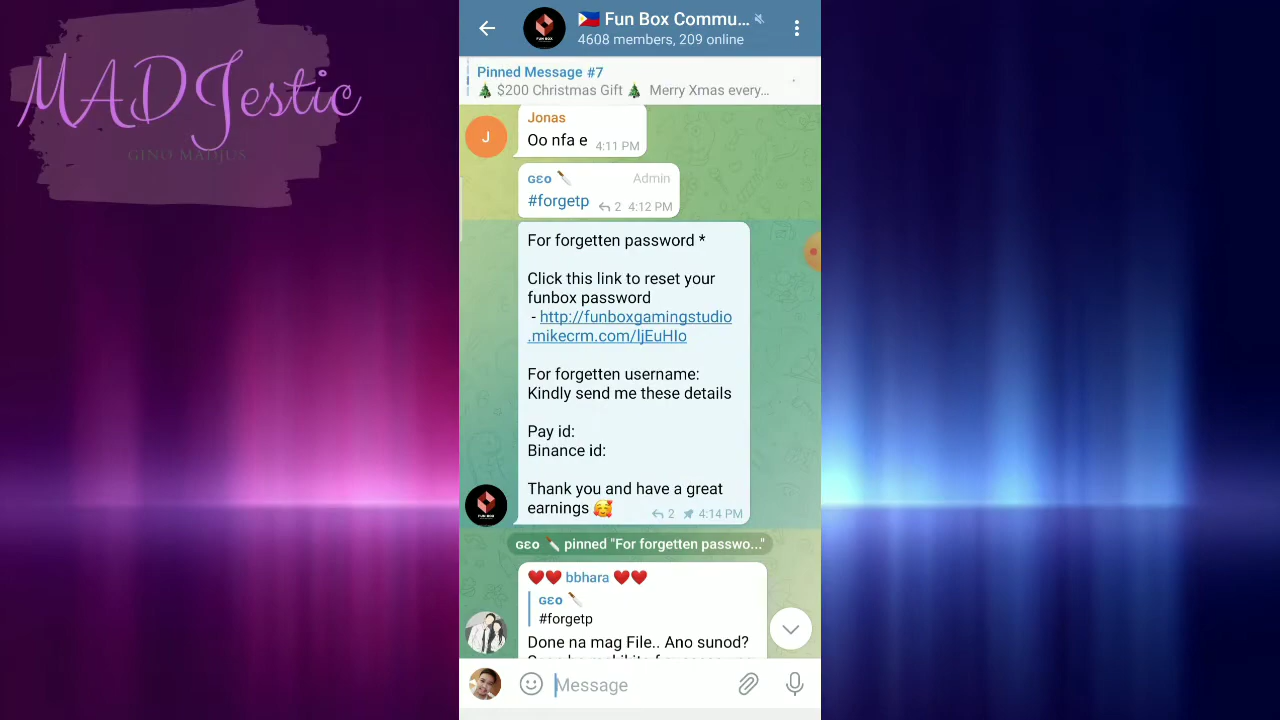 MADJestic
GINO MADJUS
🇵🇭 Fun Box Commu...
4608 members, 209 online
Pinned Message #7
🎄 $200 Christmas Gift 🎄 Merry Xmas every...
Jonas
J
Oo nfa e 4:11 PM
ɢεo 🔪 Admin
#forgetp 2 4:12 PM
For forgetten password *
Click this link to reset your
funbox password
- http://funboxgamingstudio
.mikecrm.com/ljEuHIo
For forgetten username:
Kindly send me these details
Pay id:
Binance id:
Thank you and have a great
earnings 🥰 2 4:14 PM
FUN BOX
ɢεo 🔪 pinned "For forgetten passwo..."
❤️❤️ bbhara ❤️❤️
ɢεo 🔪
#forgetp
Done na mag File.. Ano sunod?
Message